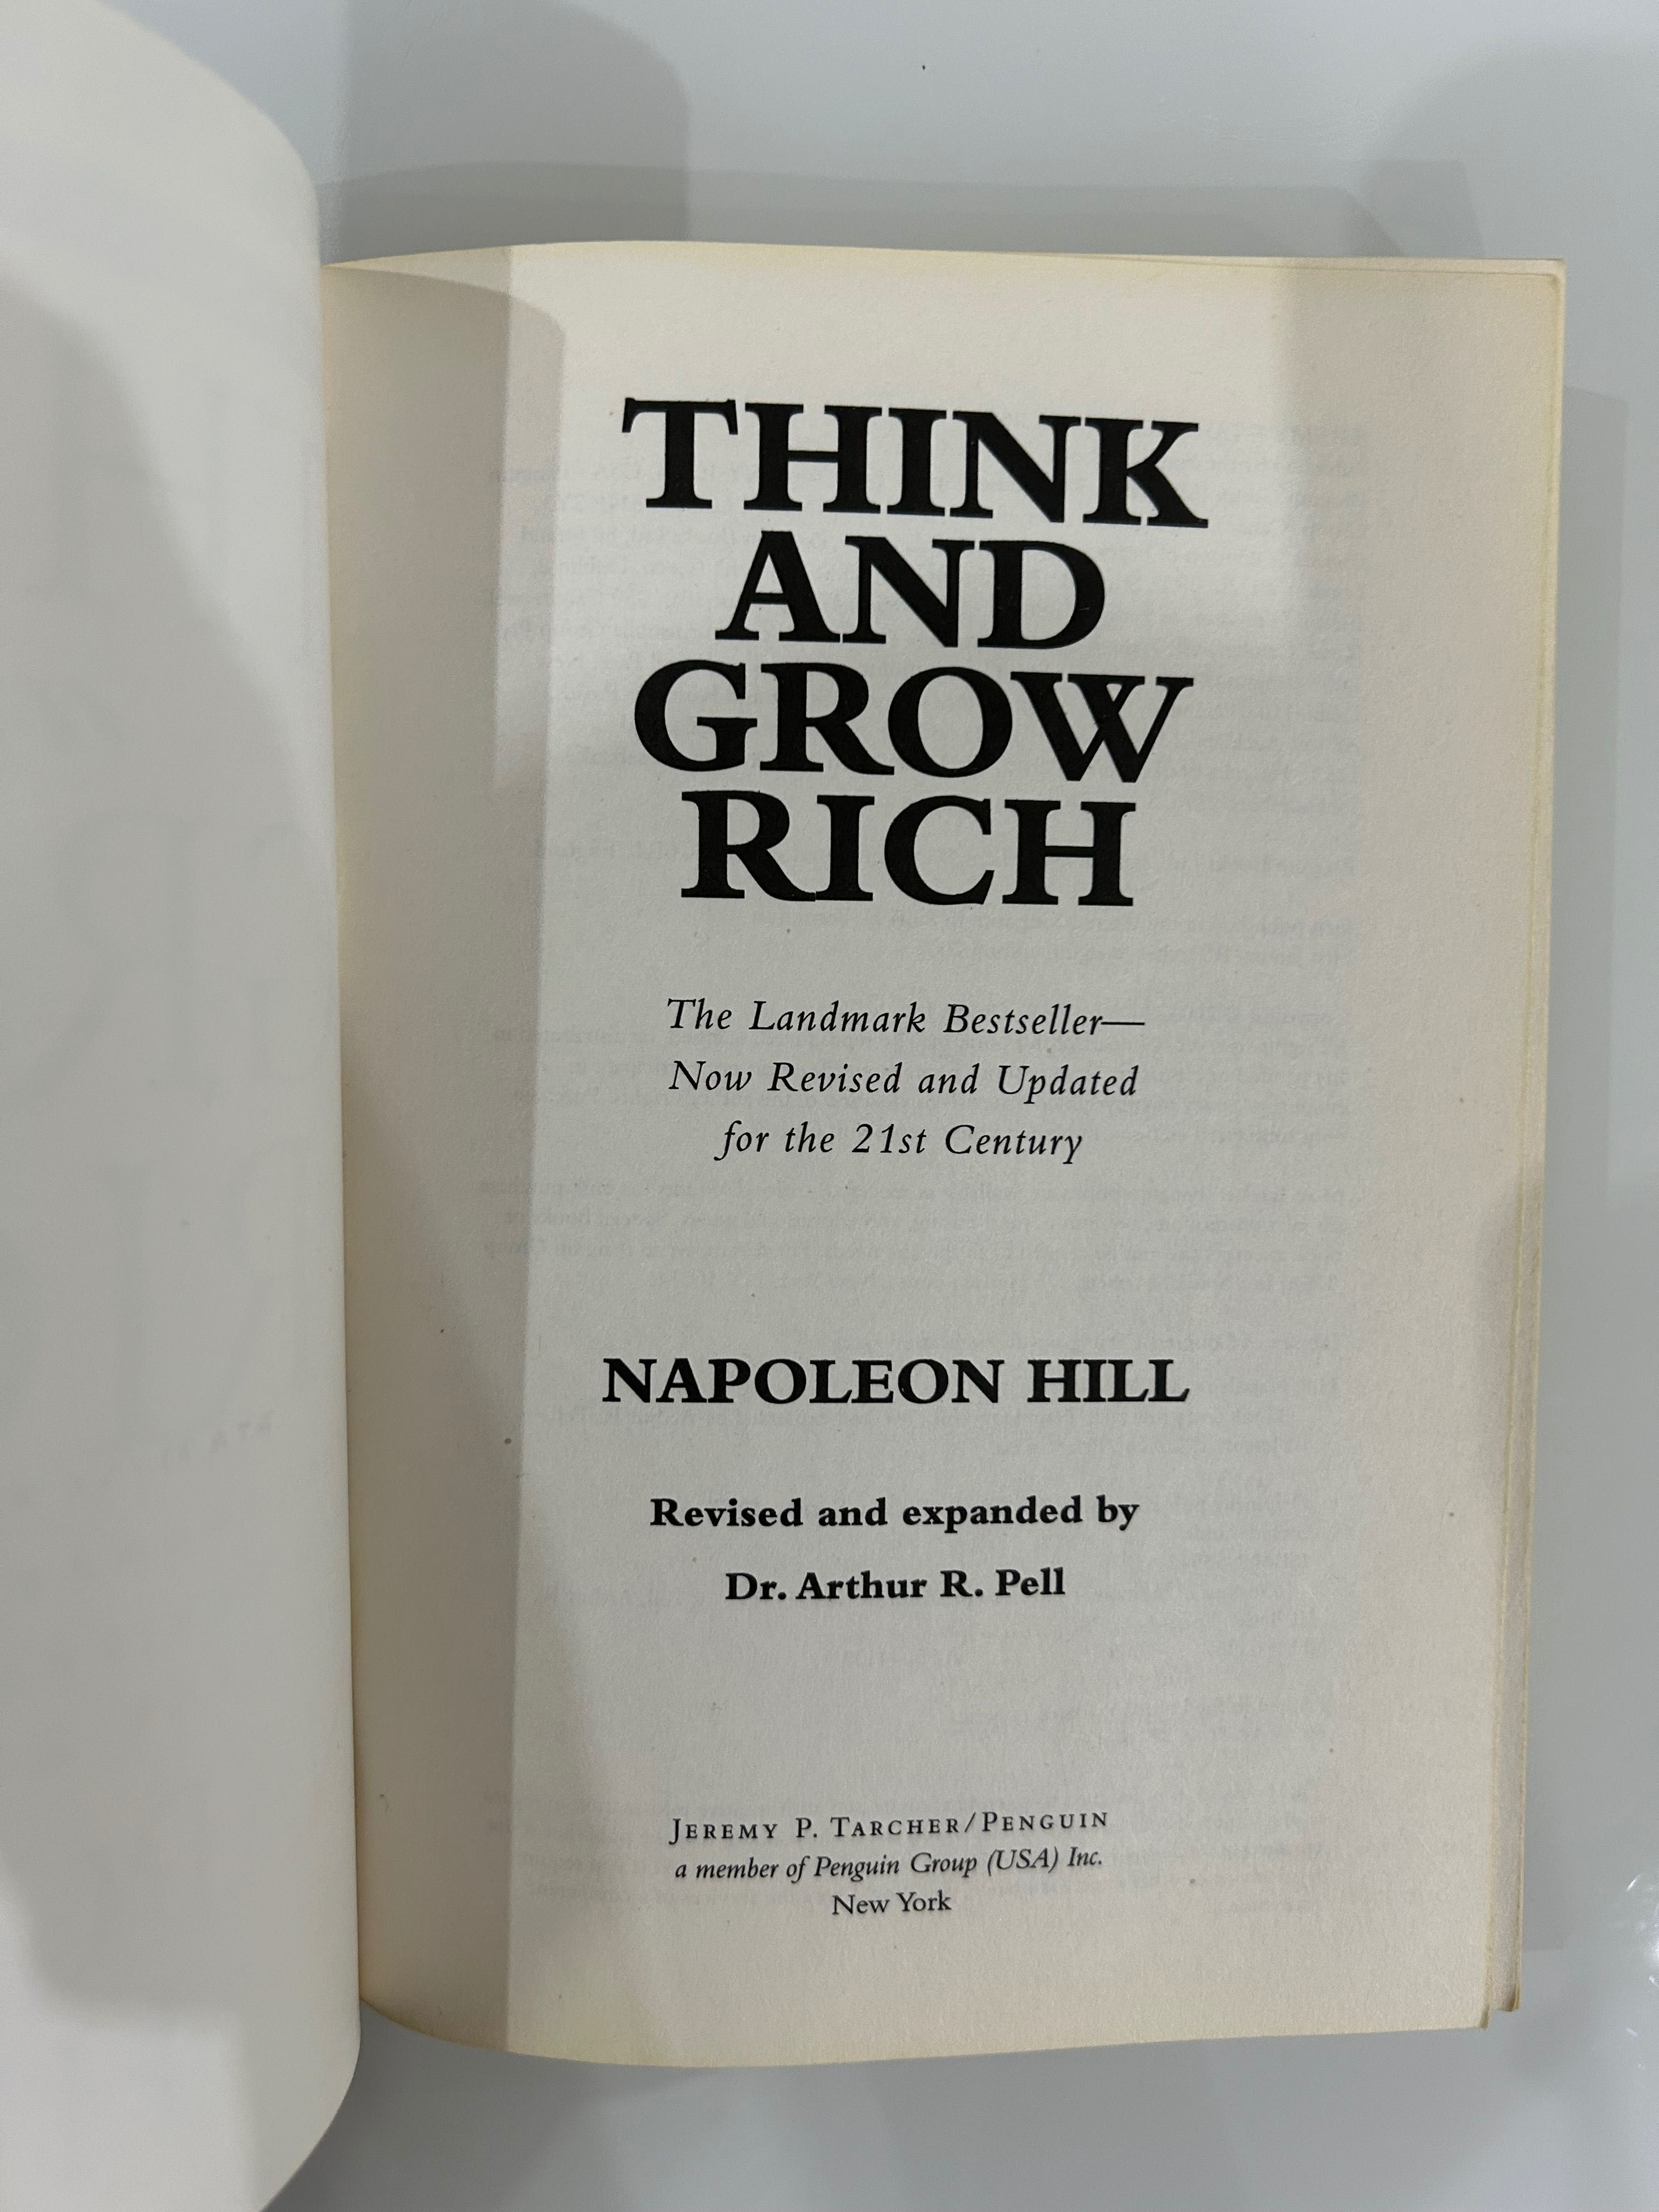 THINK
AND
GROW
RICH
The Landmark Bestseller—
Now Revised and Updated
for the 21st Century
NAPOLEON HILL
Revised and expanded by
Dr. Arthur R. Pell
JEREMY P. TARCHER/PENGUIN
a member of Penguin Group (USA) Inc.
New York